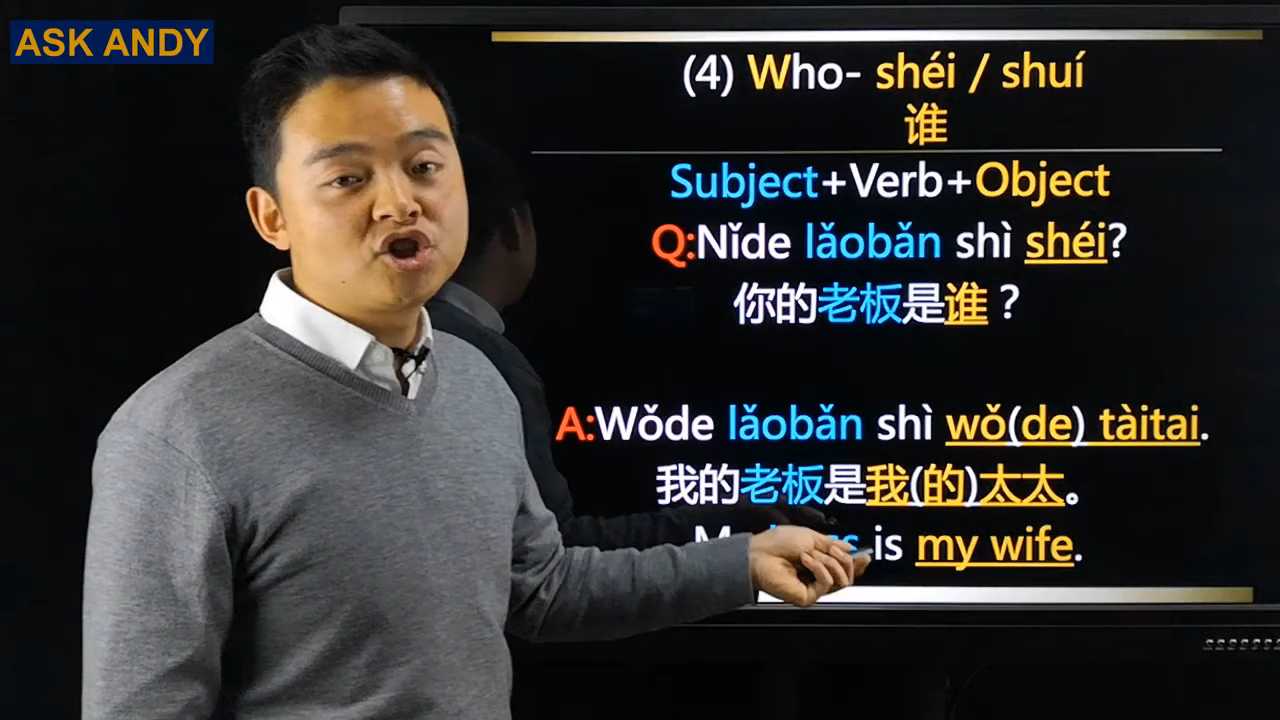 ASK ANDY
(4) Who- shéi / shuí
谁
Subject+Verb+Object
Q:Nǐde lǎobǎn shì shéi?
你的老板是谁？
A:Wǒde lǎobǎn shì wǒ(de) tàitai.
我的老板是我(的)太太。
is my wife.